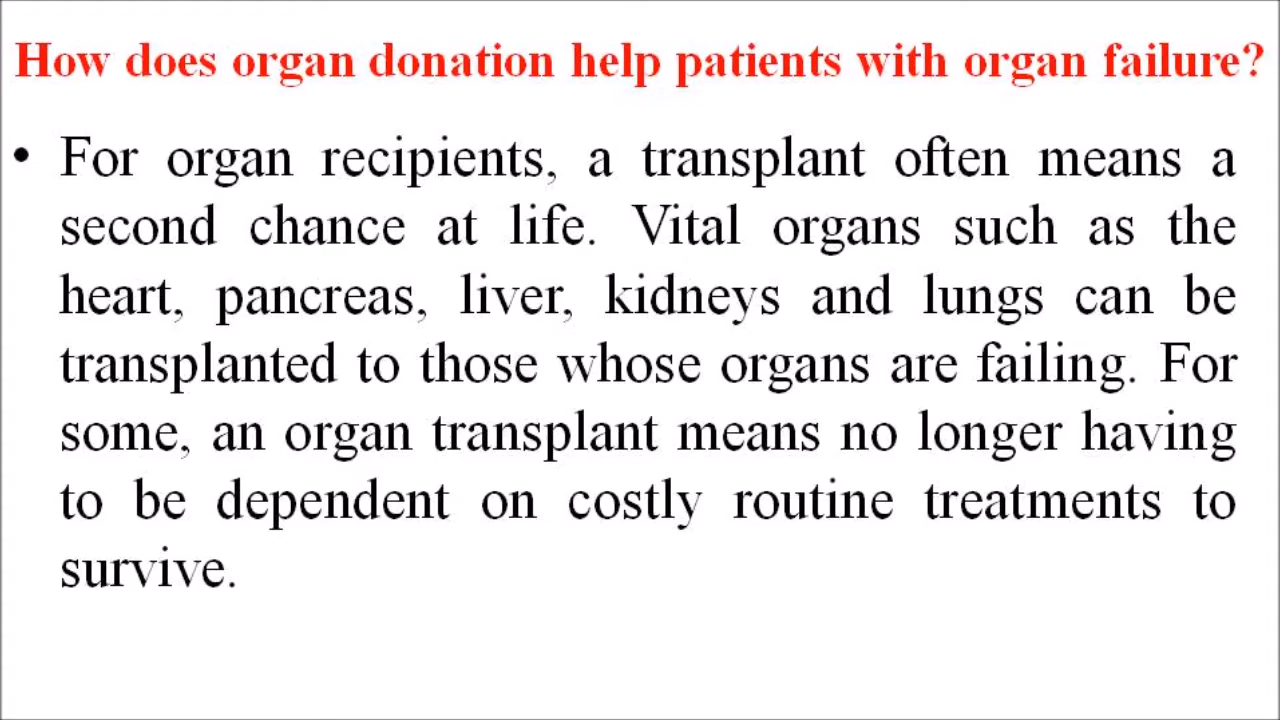 How does organ donation help patients with organ failure?
• For organ recipients, a transplant often means a
second chance at life. Vital organs such as the
heart, pancreas, liver, kidneys and lungs can be
transplanted to those whose organs are failing. For
some, an organ transplant means no longer having
to be dependent on costly routine treatments to
survive.